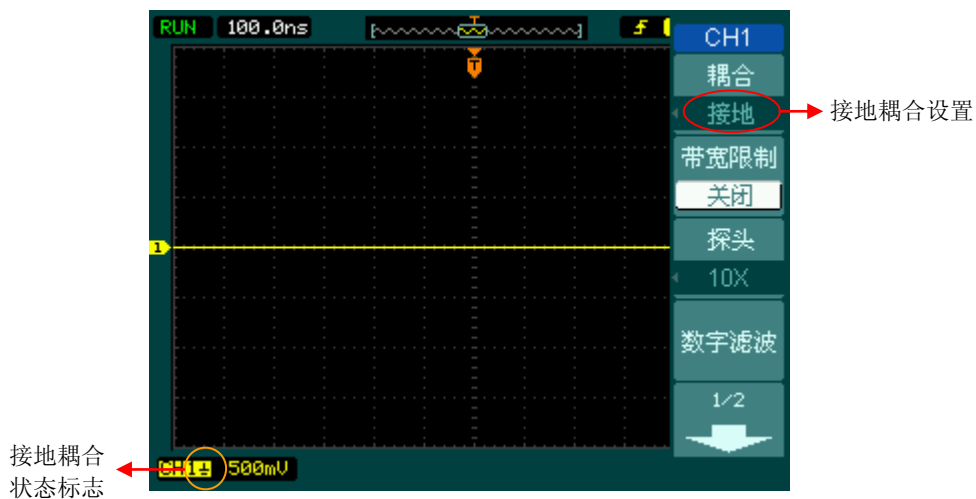 RUN 100.0ns
T
CH1
耦合
接地
接地耦合设置
带宽限制
关闭
1
探头
10X
数字滤波
1/2
接地耦合
状态标志
CH1 500mV